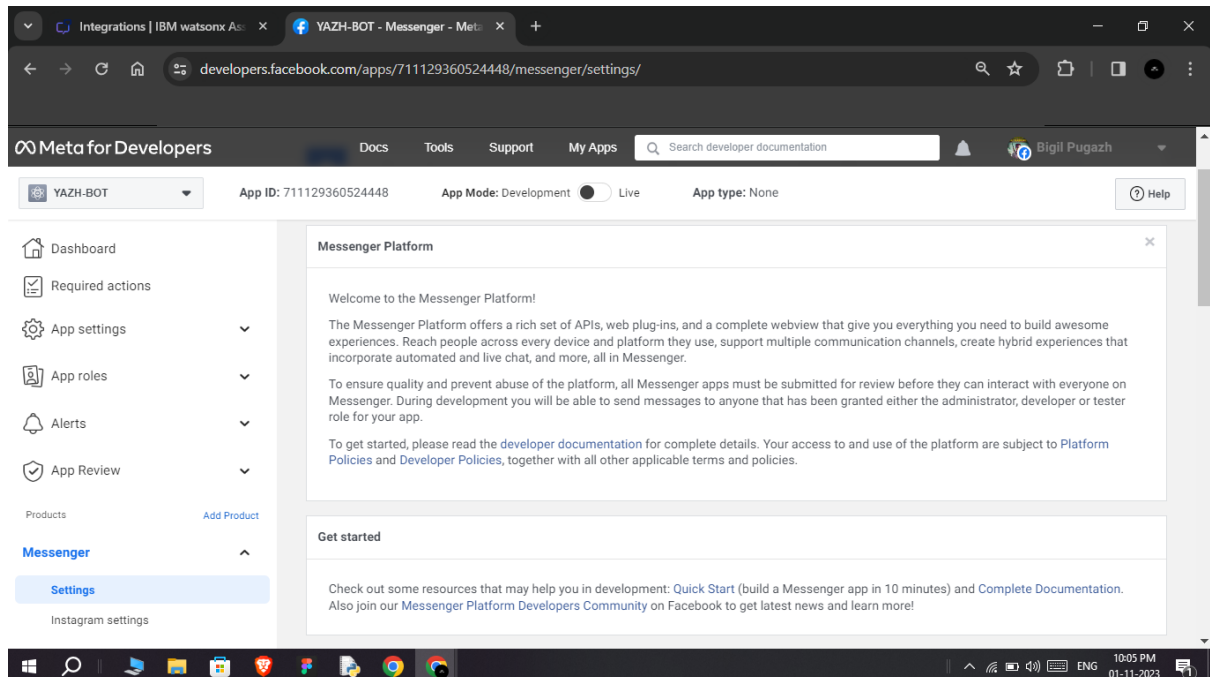 Integrations | IBM watsonx As
YAZH-BOT - Messenger - Meta
developers.facebook.com/apps/711129360524448/messenger/settings/
Meta for Developers
Docs
Tools
Support
My Apps
Search developer documentation
Bigil Pugazh
YAZH-BOT
App ID: 711129360524448
App Mode: Development
Live
App type: None
Help
Dashboard
Required actions
App settings
App roles
Alerts
App Review
Products
Add Product
Messenger
Settings
Instagram settings
Messenger Platform
Welcome to the Messenger Platform!
The Messenger Platform offers a rich set of APIs, web plug-ins, and a complete webview that give you everything you need to build awesome
experiences. Reach people across every device and platform they use, support multiple communication channels, create hybrid experiences that
incorporate automated and live chat, and more, all in Messenger.
To ensure quality and prevent abuse of the platform, all Messenger apps must be submitted for review before they can interact with everyone on
Messenger. During development you will be able to send messages to anyone that has been granted either the administrator, developer or tester
role for your app.
To get started, please read the developer documentation for complete details. Your access to and use of the platform are subject to Platform
Policies and Developer Policies, together with all other applicable terms and policies.
Get started
Check out some resources that may help you in development: Quick Start (build a Messenger app in 10 minutes) and Complete Documentation.
Also join our Messenger Platform Developers Community on Facebook to get latest news and learn more!
ENG
10:05 PM
01-11-2023